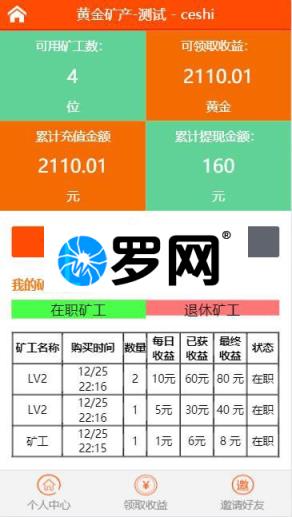 黄金矿产-测试 - ceshi
可用矿工数：
4
位
可领取收益：
2110.01
黄金
累计充值金额
2110.01
元
累计提现金额：
160
元
罗网®
我的矿
在职矿工 退休矿工
矿工名称 购买时间 数量 每日收益 已获收益 最终收益 状态
LV2 12/25 22:16 2 10元 60元 80 元 在职
LV2 12/25 22:16 1 5元 30元 40 元 在职
矿工 12/25 22:16 1 1元 6元 8 元 在职
¥ 邀
个人中心 领取收益 邀请好友